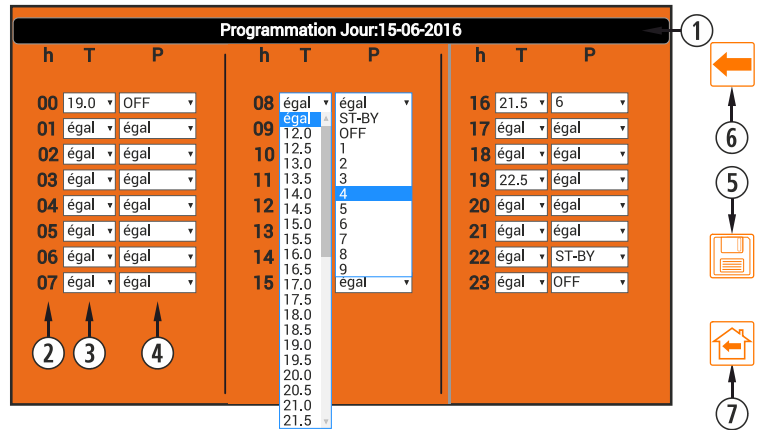 Programmation Jour:15-06-2016
1
h T P
h T P
h T P
00 19.0 OFF
01 égal égal
02 égal égal
03 égal égal
04 égal égal
05 égal égal
06 égal égal
07 égal égal
2
3
4
08 égal égal
09
10
11
12
13
14
15 égal
égal
12.0
12.5
13.0
13.5
14.0
14.5
15.0
15.5
16.0
16.5
17.0
17.5
18.0
18.5
19.0
19.5
20.0
20.5
21.0
21.5
ST-BY
OFF
1
2
3
4
5
6
7
8
9
16 21.5 6
17 égal égal
18 égal égal
19 22.5 égal
20 égal égal
21 égal égal
22 égal ST-BY
23 égal OFF
6
5
7